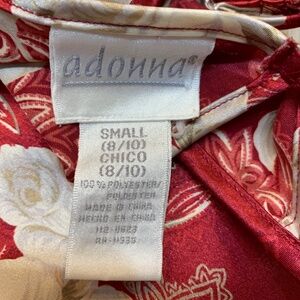 adonna®
SMALL
(8/10)
CHICO
(8/10)
100% POLYESTER/
POLIESTER
MADE IN CHINA
HECHO EN CHINA